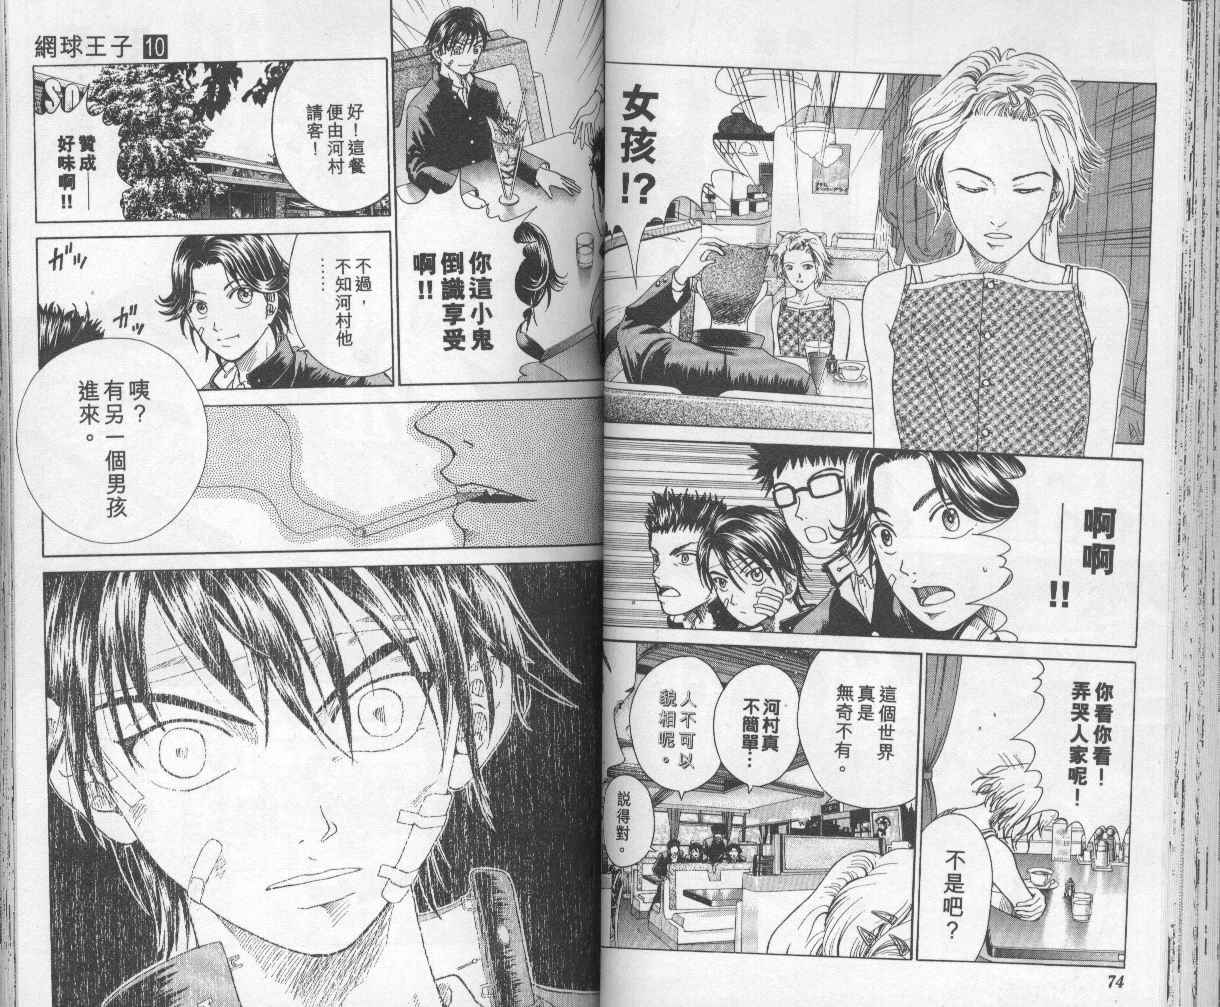 女孩!?
啊啊
——!!
你看你看！
弄哭人家呢！
不是吧？
這個世界
真是
無奇不有。
河村真
不簡單…
人不可以
貌相呢。
說得對。
74
網球王子 10
你這小鬼
倒識享受
啊!!
好！這餐
便由河村
請客！
贊成——
好味啊!!
不過，
不知河村他
……
ガッ
ガッ
咦？
有另一個男孩
進來。